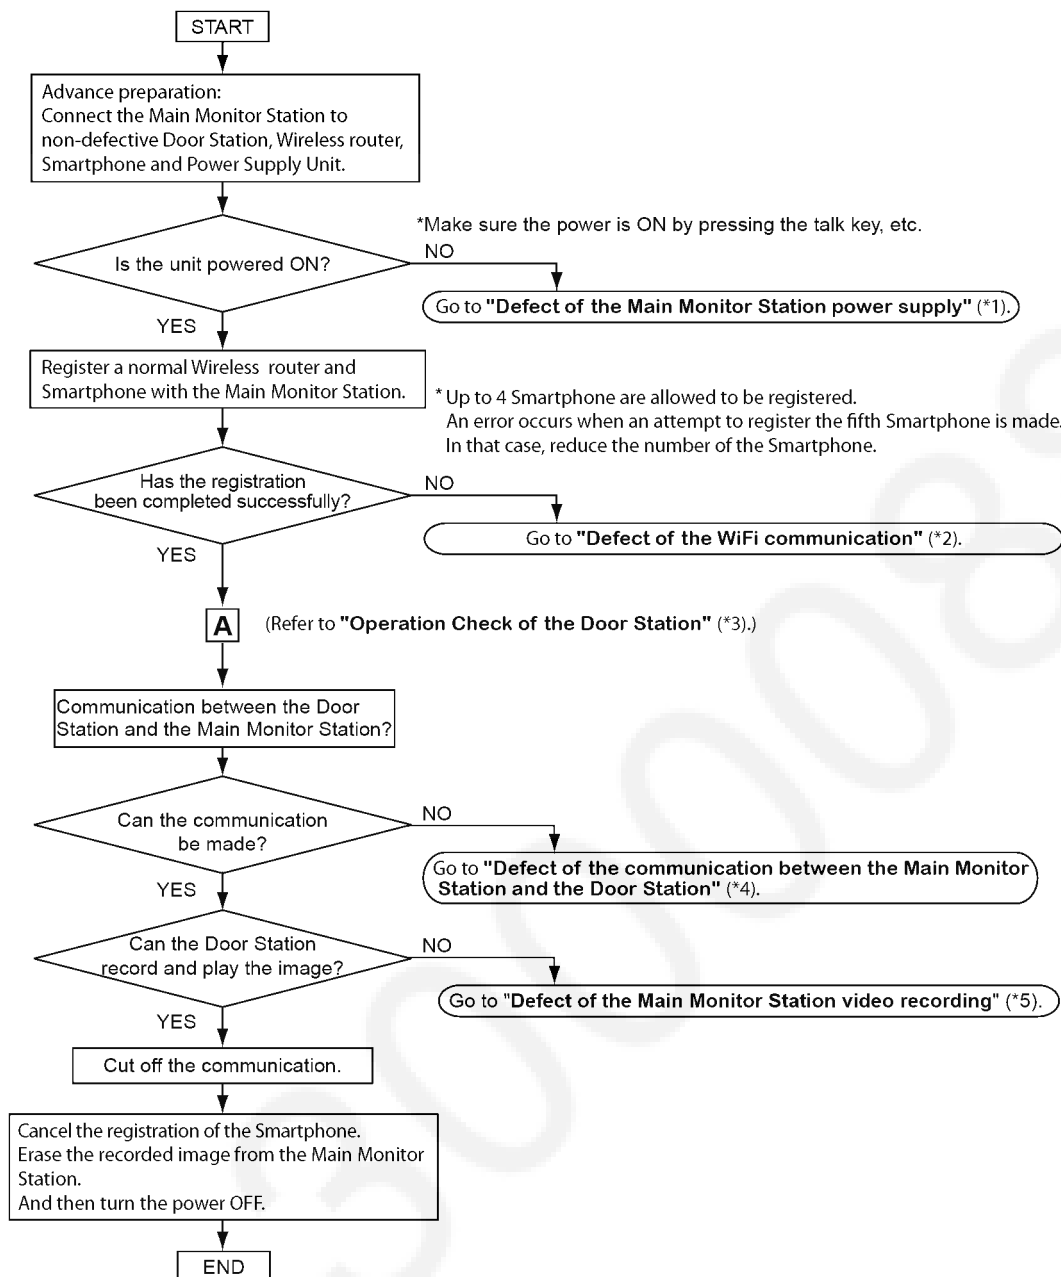 START
Advance preparation:
Connect the Main Monitor Station to
non-defective Door Station, Wireless router,
Smartphone and Power Supply Unit.
*Make sure the power is ON by pressing the talk key, etc.
Is the unit powered ON?
NO
Go to "Defect of the Main Monitor Station power supply" (*1).
YES
Register a normal Wireless router and
Smartphone with the Main Monitor Station.
* Up to 4 Smartphone are allowed to be registered.
An error occurs when an attempt to register the fifth Smartphone is made.
In that case, reduce the number of the Smartphone.
Has the registration
been completed successfully?
NO
Go to "Defect of the WiFi communication" (*2).
YES
A
(Refer to "Operation Check of the Door Station" (*3).)
Communication between the Door
Station and the Main Monitor Station?
Can the communication
be made?
NO
Go to "Defect of the communication between the Main Monitor
Station and the Door Station" (*4).
YES
Can the Door Station
record and play the image?
NO
Go to "Defect of the Main Monitor Station video recording" (*5).
YES
Cut off the communication.
Cancel the registration of the Smartphone.
Erase the recorded image from the Main Monitor
Station.
And then turn the power OFF.
END